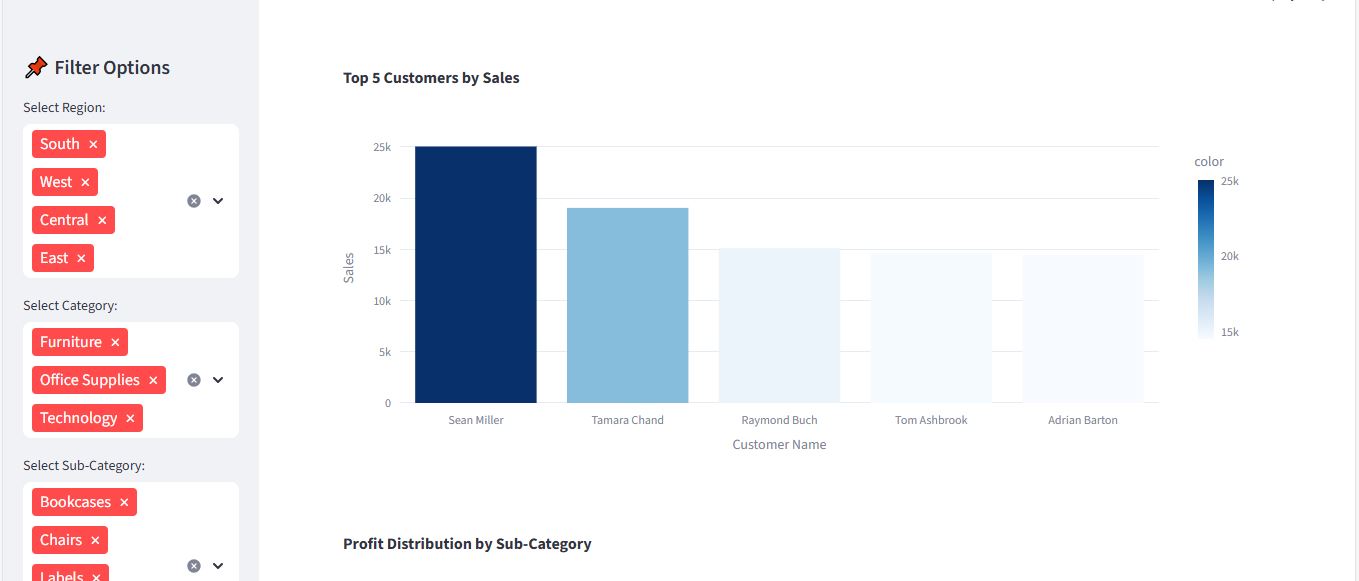 Filter Options
Select Region:
South ×
West ×
Central ×
East ×
Select Category:
Furniture ×
Office Supplies ×
Technology ×
Select Sub-Category:
Bookcases ×
Chairs ×
Labels ×
Top 5 Customers by Sales
25k
20k
15k
10k
5k
0
Sales
Sean Miller
Tamara Chand
Raymond Buch
Tom Ashbrook
Adrian Barton
Customer Name
color
25k
20k
15k
Profit Distribution by Sub-Category